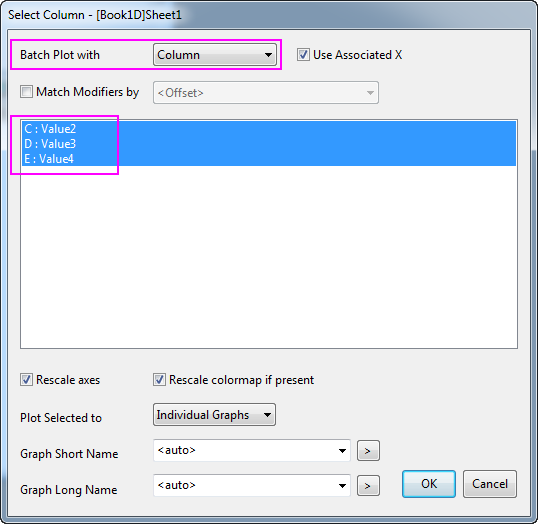 Select Column - [Book1D]Sheet1
Batch Plot with Column Use Associated X
Match Modifiers by <Offset>
C : Value2
D : Value3
E : Value4
Rescale axes Rescale colormap if present
Plot Selected to Individual Graphs
Graph Short Name <auto> >
Graph Long Name <auto> > OK Cancel